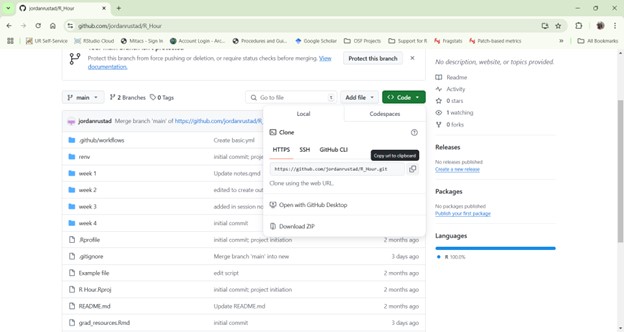 jordanrustad/R_Hour
github.com/jordanrustad/R_Hour
UR Self-Service
RStudio Cloud
Mitacs - Sign In
Account Login - Arc...
Procedures and Gui...
Google Scholar
OSF Projects
Support for R
Fragstats
Patch-based metrics
»
All Bookmarks
Protect this branch from force pushing or deletion, or require status checks before merging. View
documentation.
Protect this branch
No description, website, or topics provided.
Readme
Activity
0 stars
1 watching
0 forks
main
2 Branches
0 Tags
Go to file
t
Add file
<> Code
Local
Codespaces
Clone
HTTPS
SSH
GitHub CLI
Copy url to clipboard
https://github.com/jordanrustad/R_Hour.git
Clone using the web URL.
Open with GitHub Desktop
Download ZIP
jordanrustad Merge branch 'main' of https://github.com/jordanrustad/R_
.github/workflows
Create basic.yml
renv
initial commit; proje
week 1
Update notes.qmd
week 2
edited to create out
week 3
added in session no
week 4
initial commit
.Rprofile
initial commit; project initiation
2 months ago
.gitignore
Merge branch 'main' into new
3 days ago
Example file
edit script
2 months ago
R Hour.Rproj
initial commit; project initiation
2 months ago
README.md
Update README.md
2 months ago
grad_resources.Rmd
initial commit
3 days ago
Releases
No releases published
Create a new release
Packages
No packages published
Publish your first package
Languages
R 100.0%